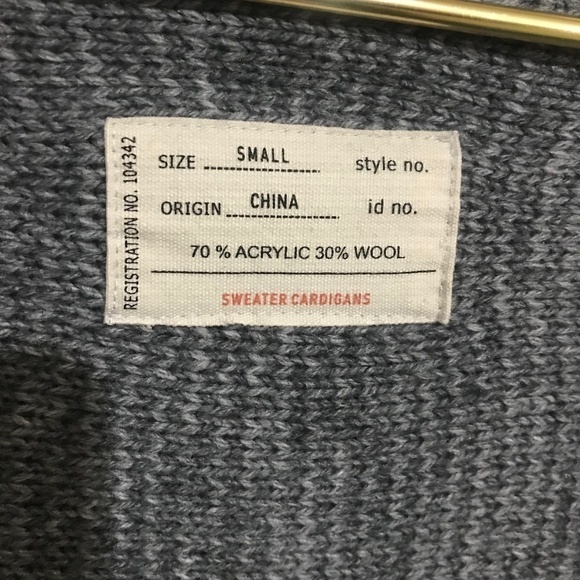 REGISTRATION NO. 104342
SIZE SMALL style no.
ORIGIN CHINA id no.
70 % ACRYLIC 30% WOOL
SWEATER CARDIGANS